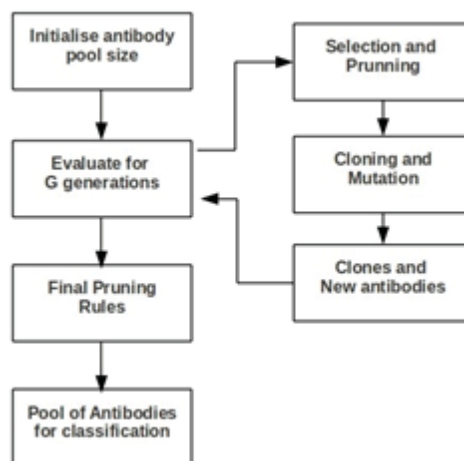 Initialise antibody
pool size
Evaluate for
G generations
Final Pruning
Rules
Pool of Antibodies
for classification
Selection and
Prunning
Cloning and
Mutation
Clones and
New antibodies